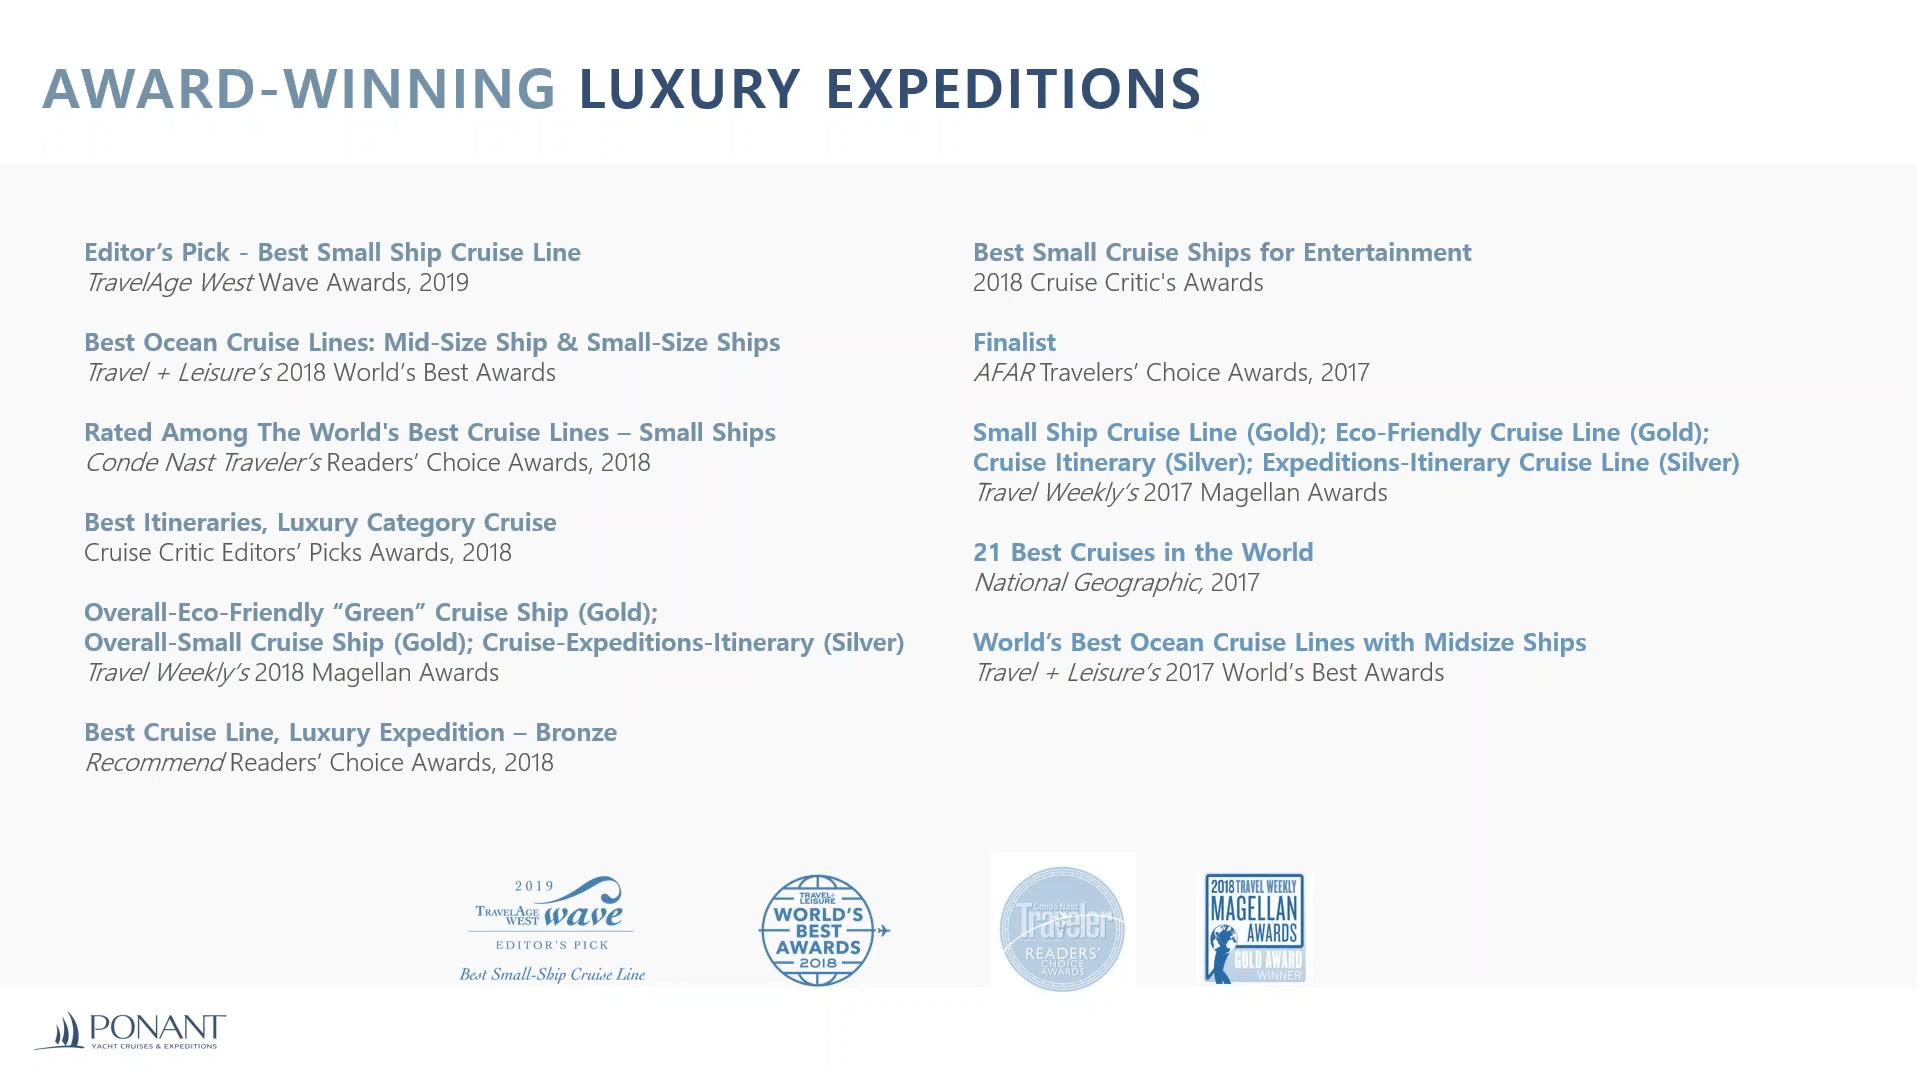 AWARD-WINNING LUXURY EXPEDITIONS
Editor’s Pick - Best Small Ship Cruise Line
TravelAge West Wave Awards, 2019
Best Ocean Cruise Lines: Mid-Size Ship & Small-Size Ships
Travel + Leisure’s 2018 World’s Best Awards
Rated Among The World's Best Cruise Lines – Small Ships
Conde Nast Traveler’s Readers’ Choice Awards, 2018
Best Itineraries, Luxury Category Cruise
Cruise Critic Editors’ Picks Awards, 2018
Overall-Eco-Friendly “Green” Cruise Ship (Gold);
Overall-Small Cruise Ship (Gold); Cruise-Expeditions-Itinerary (Silver)
Travel Weekly’s 2018 Magellan Awards
Best Cruise Line, Luxury Expedition – Bronze
Recommend Readers’ Choice Awards, 2018
Best Small Cruise Ships for Entertainment
2018 Cruise Critic's Awards
Finalist
AFAR Travelers’ Choice Awards, 2017
Small Ship Cruise Line (Gold); Eco-Friendly Cruise Line (Gold);
Cruise Itinerary (Silver); Expeditions-Itinerary Cruise Line (Silver)
Travel Weekly’s 2017 Magellan Awards
21 Best Cruises in the World
National Geographic, 2017
World’s Best Ocean Cruise Lines with Midsize Ships
Travel + Leisure’s 2017 World’s Best Awards
2019
TRAVELAGE
WEST
wave
EDITOR'S PICK
Best Small-Ship Cruise Line
TRAVEL+
LEISURE
WORLD'S
BEST
AWARDS
2018
Condé Nast
Traveler
READERS'
CHOICE
AWARDS
2018 TRAVEL WEEKLY
MAGELLAN
AWARDS
GOLD AWARD
WINNER
PONANT
YACHT CRUISES & EXPEDITIONS